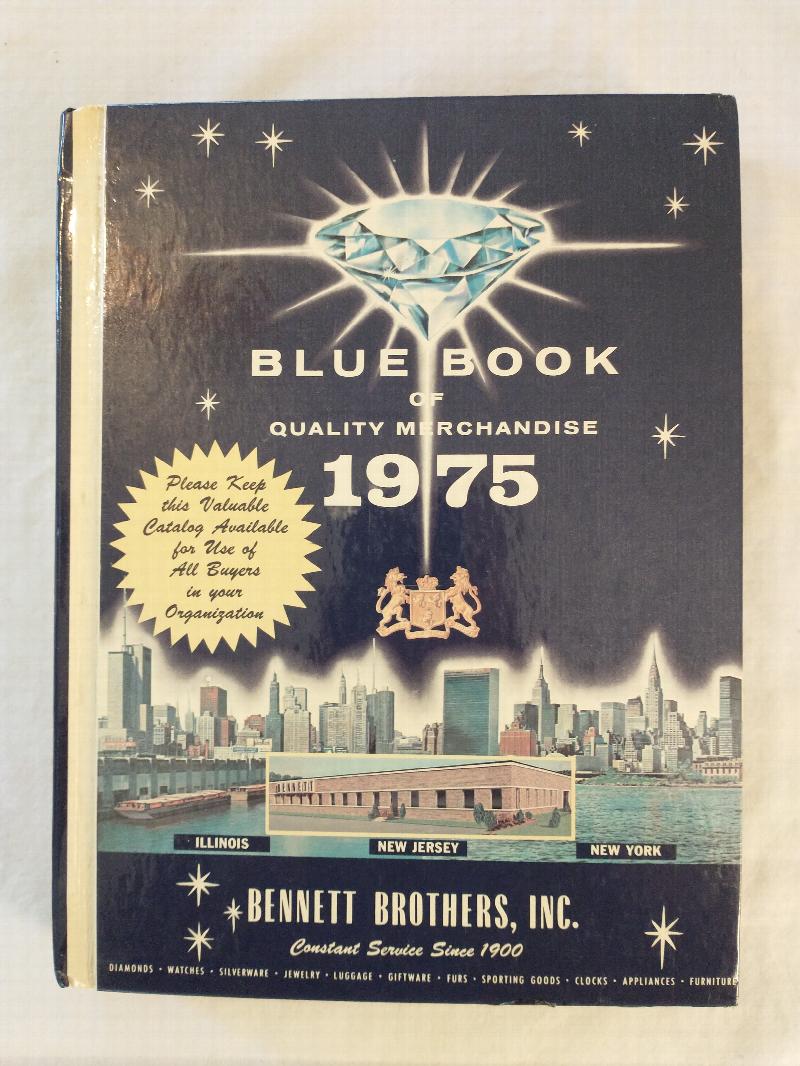 BLUE BOOK
OF
QUALITY MERCHANDISE
1975
Please Keep
this Valuable
Catalog Available
for Use of
All Buyers
in your
Organization
BENNETT
ILLINOIS
NEW JERSEY
NEW YORK
BENNETT BROTHERS, INC.
Constant Service Since 1900
DIAMONDS • WATCHES • SILVERWARE • JEWELRY • LUGGAGE • GIFTWARE • FURS • SPORTING GOODS • CLOCKS • APPLIANCES • FURNITURE